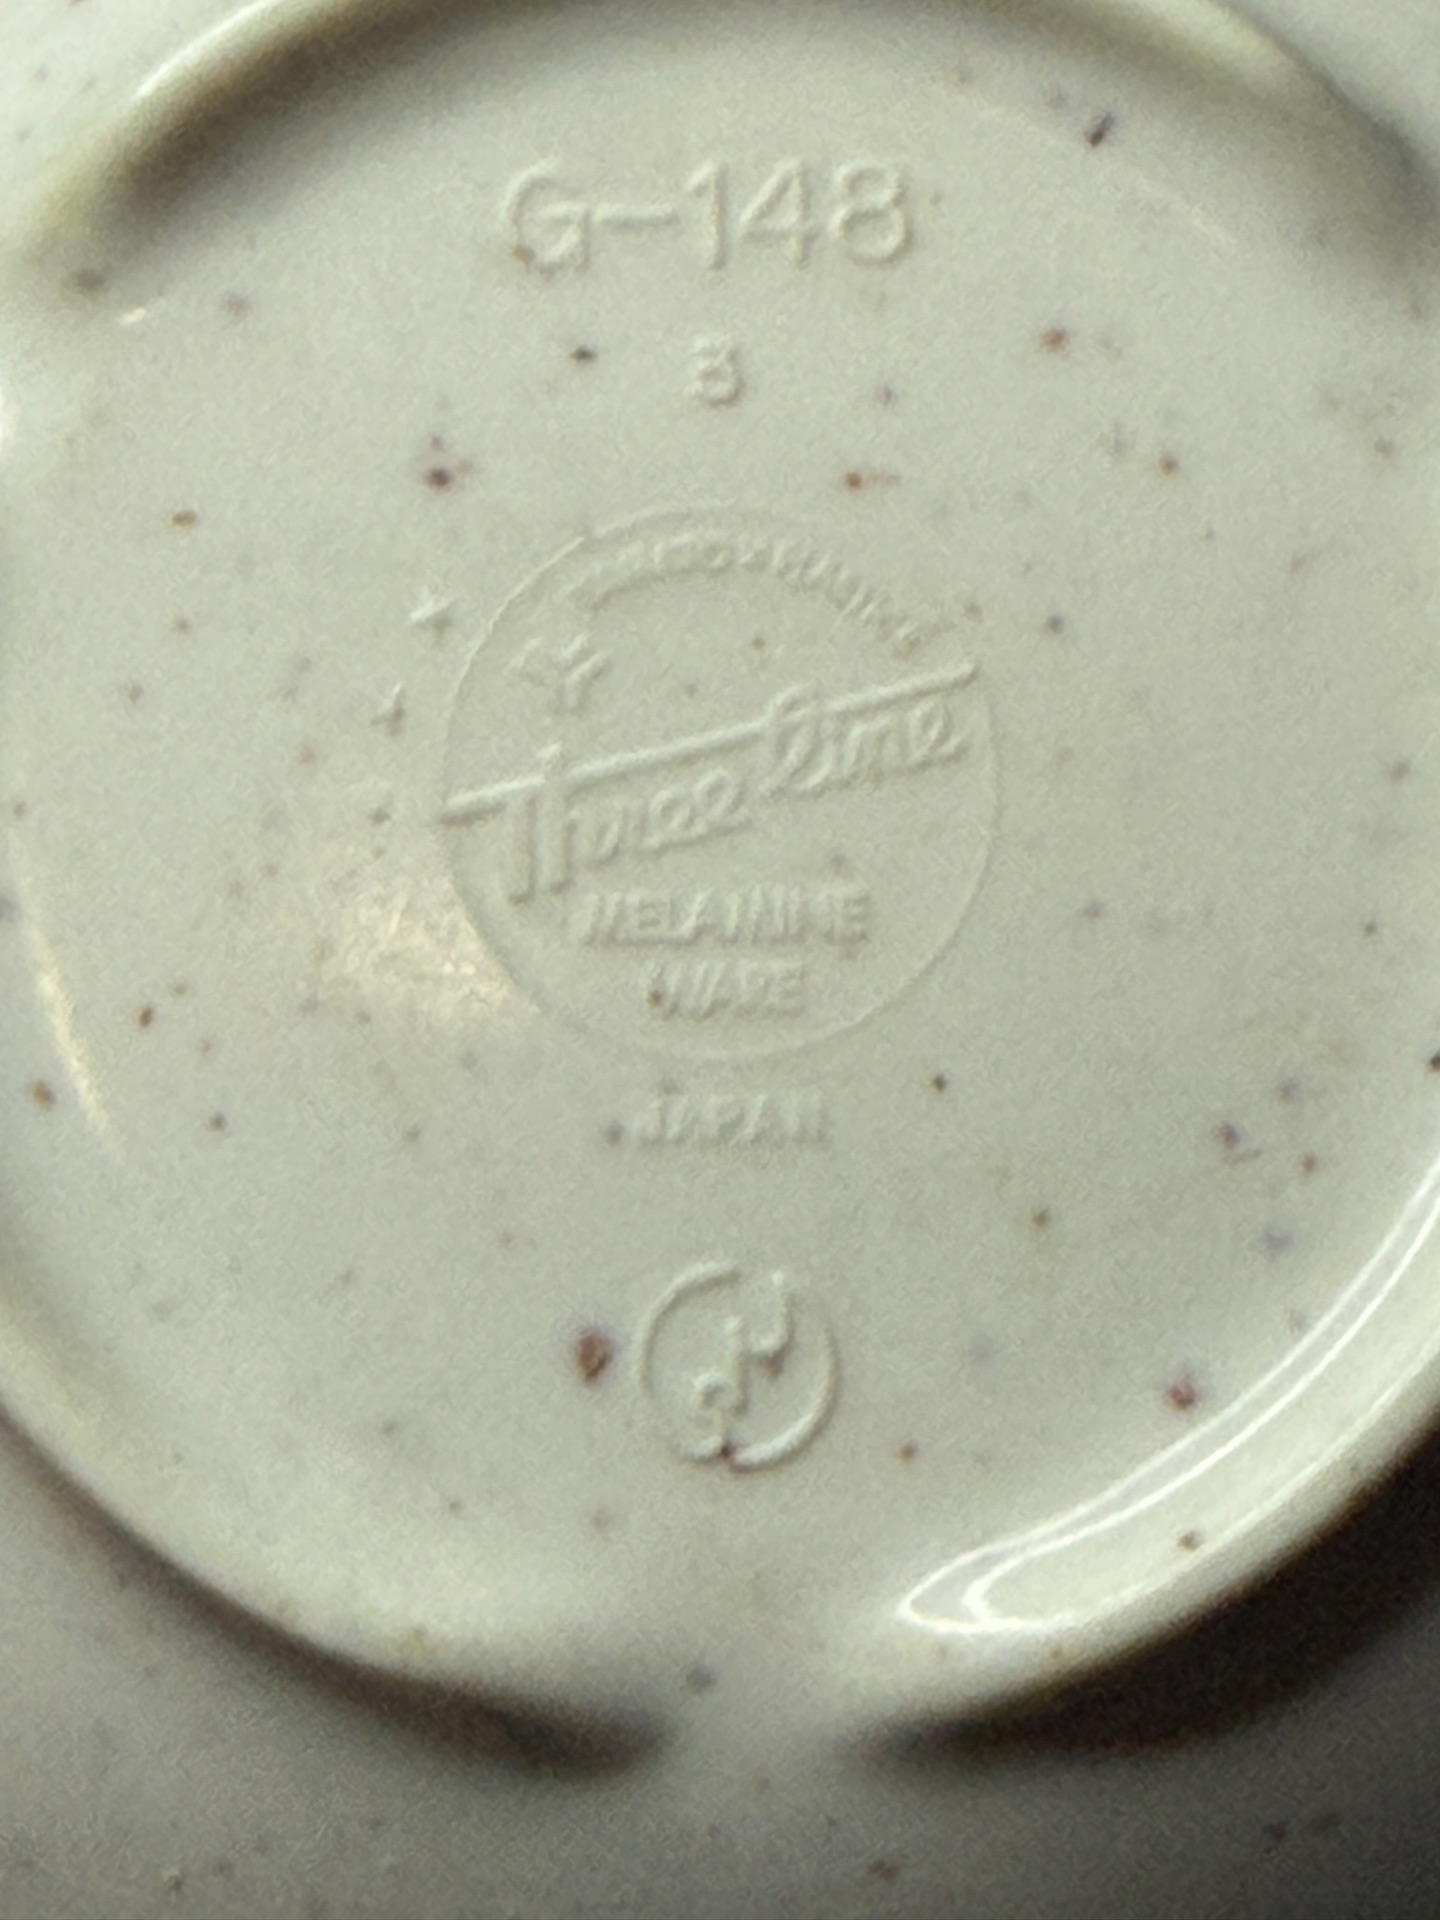 G-148
3
Three line
MELAMINE
WARE
JAPAN